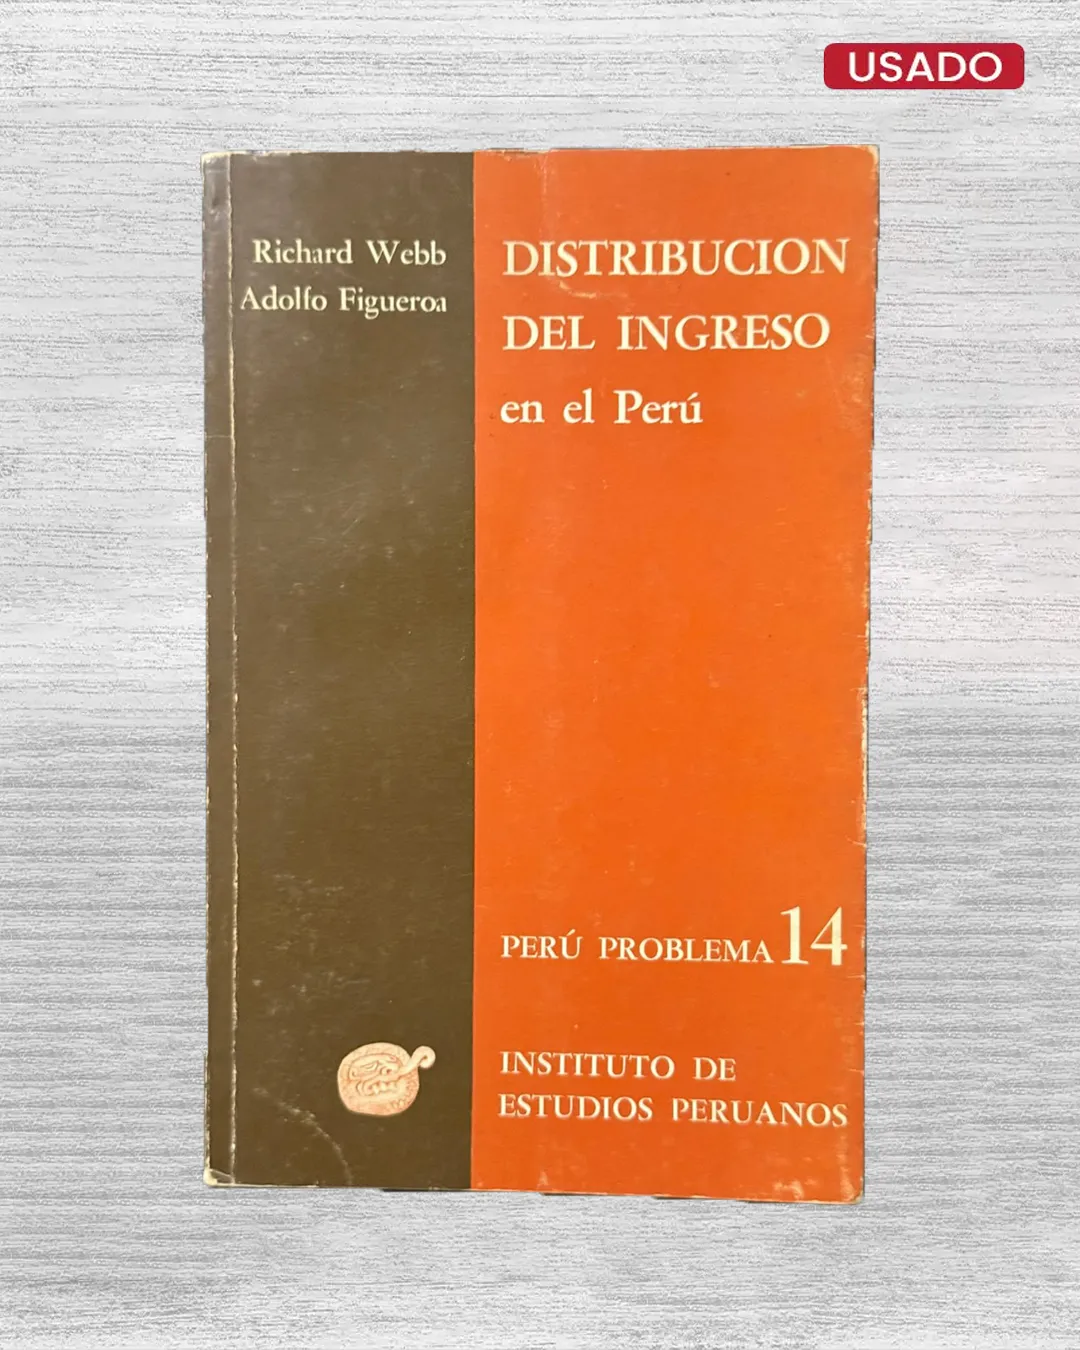 USADO
Richard Webb
Adolfo Figueroa
DISTRIBUCION
DEL INGRESO
en el Perú
PERÚ PROBLEMA 14
INSTITUTO DE
ESTUDIOS PERUANOS